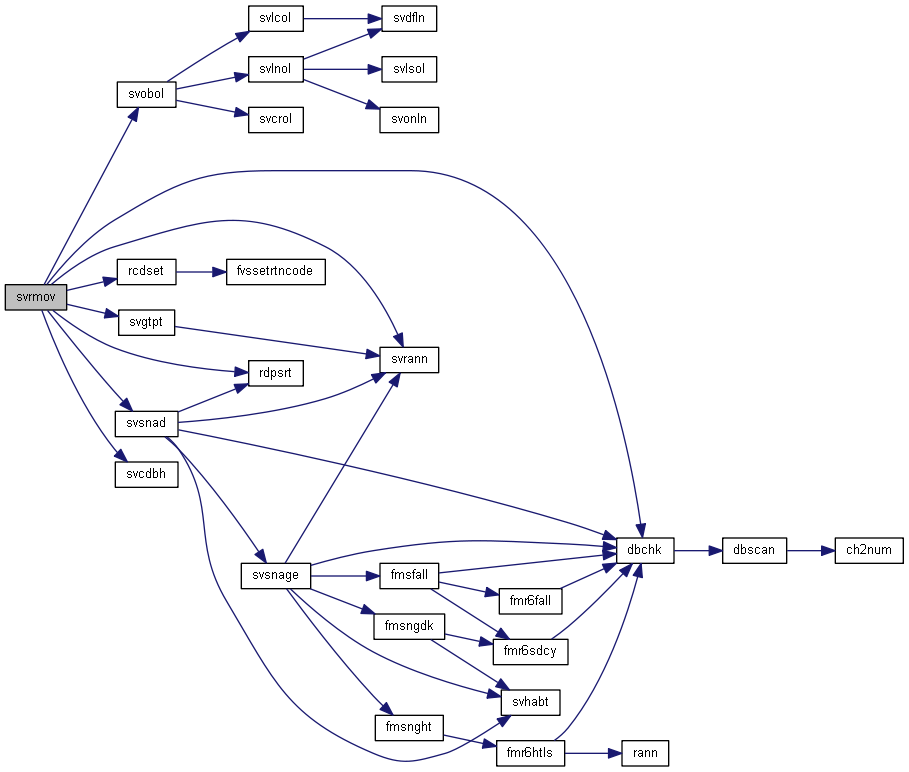 svlcol
svdfln
svobol
svlnol
svlsol
svcrol
svonln
rcdset
fvssetrtncode
svrmov
svgtpt
svrann
rdpsrt
svsnad
svcdbh
dbchk
dbscan
ch2num
svsnage
fmsfall
fmr6fall
fmsngdk
fmr6sdcy
svhabt
fmsnght
fmr6htls
rann